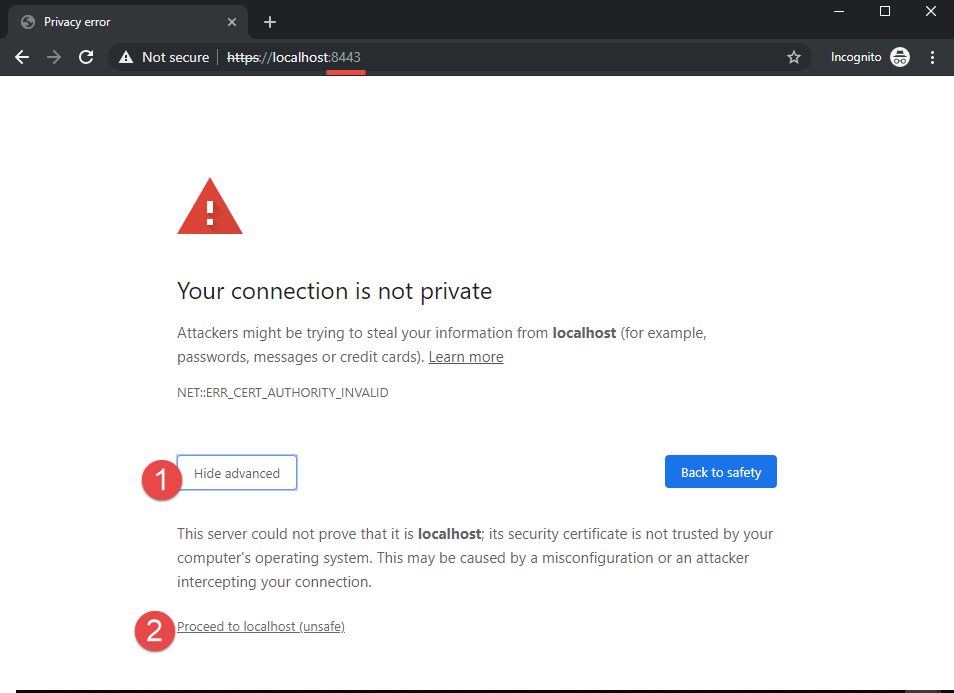 Privacy error
Not secure https://localhost:8443 Incognito
Your connection is not private
Attackers might be trying to steal your information from localhost (for example,
passwords, messages or credit cards). Learn more
NET::ERR_CERT_AUTHORITY_INVALID
1 Hide advanced Back to safety
This server could not prove that it is localhost; its security certificate is not trusted by your
computer's operating system. This may be caused by a misconfiguration or an attacker
intercepting your connection.
2 Proceed to localhost (unsafe)